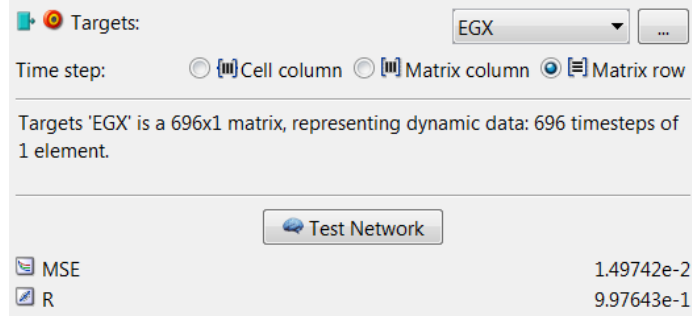 Targets: EGX ...
Time step: Cell column Matrix column Matrix row
Targets 'EGX' is a 696x1 matrix, representing dynamic data: 696 timesteps of
1 element.
Test Network
MSE 1.49742e-2
R 9.97643e-1